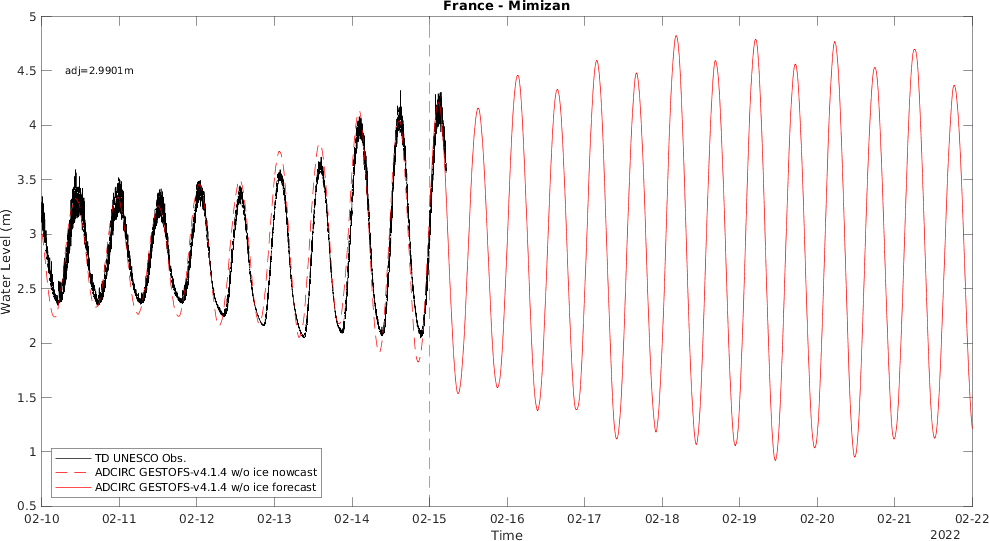 France - Mimizan
adj=2.9901m
Water Level (m)
5
4.5
4
3.5
3
2.5
2
1.5
1
0.5
TD UNESCO Obs.
ADCIRC GESTOFS-v4.1.4 w/o ice nowcast
ADCIRC GESTOFS-v4.1.4 w/o ice forecast
02-10 02-11 02-12 02-13 02-14 02-15 02-16 02-17 02-18 02-19 02-20 02-21 02-22
Time
2022